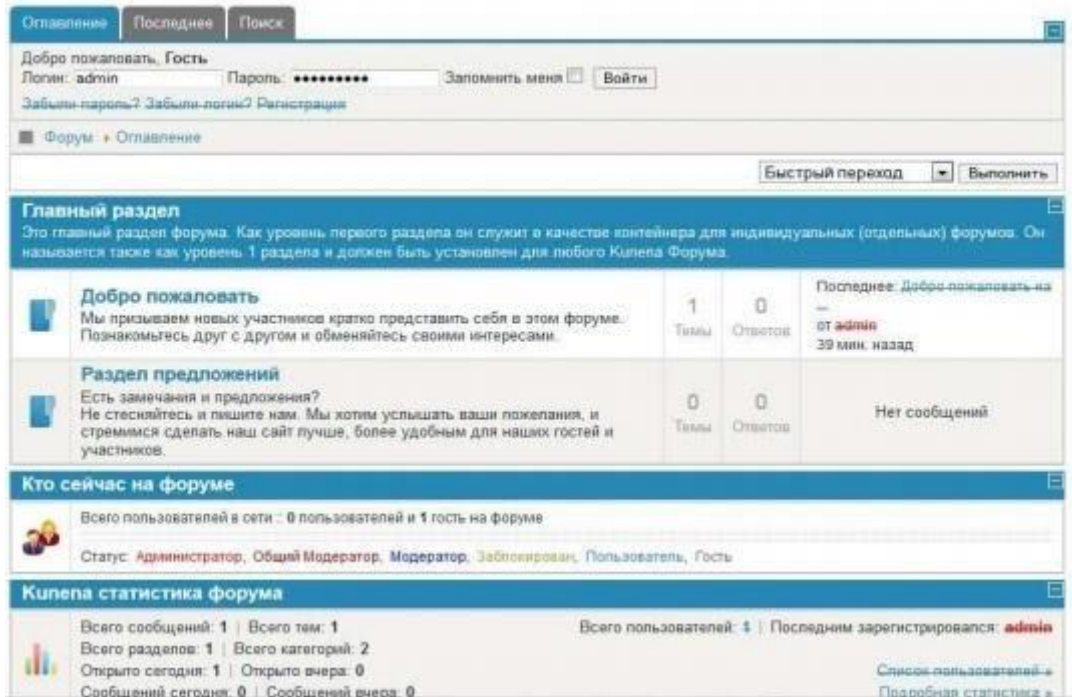 Оглавление Последнее Поиск
Добро пожаловать, Гость
Логин: admin Пароль: ●●●●●●●●● Запомнить меня Войти
Забыли пароль? Забыли логин? Регистрация
Форум Оглавление
Быстрый переход Выполнить
Главный раздел
Это главный раздел форума. Как уровень первого раздела он служит в качестве контейнера для индивидуальных (отдельных) форумов. Он
называется также как уровень 1 раздела и должен быть установлен для любого Kunena Форума.
Добро пожаловать
Мы призываем новых участников кратко представить себя в этом форуме.
Познакомьтесь друг с другом и обменяйтесь своими интересами.
1 Темы
0 Ответов
Последнее: Добро пожаловать на
...
от admin
39 мин. назад
Раздел предложений
Есть замечания и предложения?
Не стесняйтесь и пишите нам. Мы хотим услышать ваши пожелания, и
стремимся сделать наш сайт лучше, более удобным для наших гостей и
участников.
0 Темы
0 Ответов
Нет сообщений
Кто сейчас на форуме
Всего пользователей в сети :: 0 пользователей и 1 гость на форуме
Статус: Администратор, Общий Модератор, Модератор, Заблокирован, Пользователь, Гость
Kunena статистика форума
Всего сообщений: 1 | Всего тем: 1
Всего разделов: 1 | Всего категорий: 2
Открыто сегодня: 1 | Открыто вчера: 0
Сообщений сегодня: 0 | Сообщений вчера: 0
Всего пользователей: 1 | Последним зарегистрировался: admin
Список пользователей »
Подробная статистика »